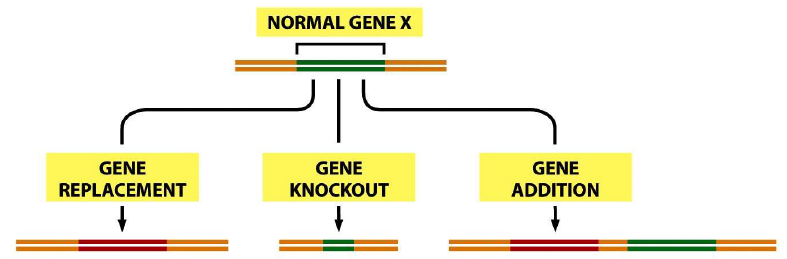 NORMAL GENE X
GENE
REPLACEMENT
GENE
KNOCKOUT
GENE
ADDITION